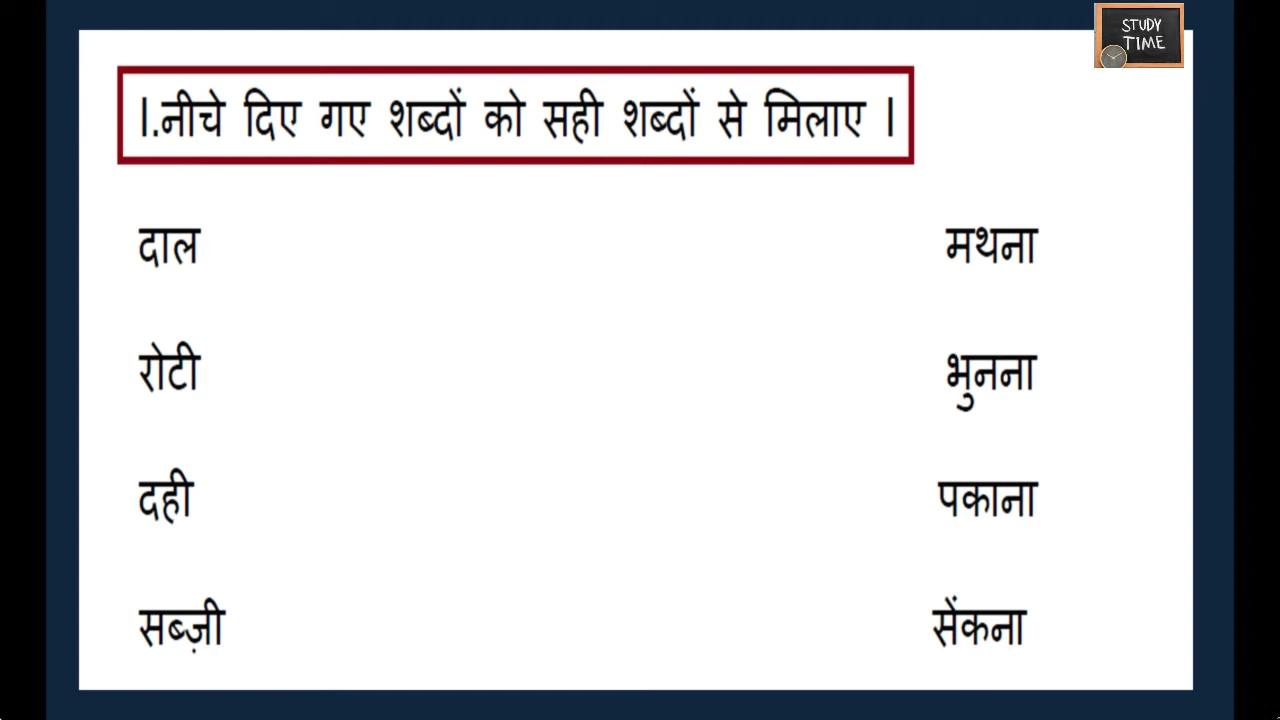 STUDY
TIME
I.नीचे दिए गए शब्दों को सही शब्दों से मिलाए ।
दाल मथना
रोटी भुनना
दही पकाना
सब्ज़ी सेंकना